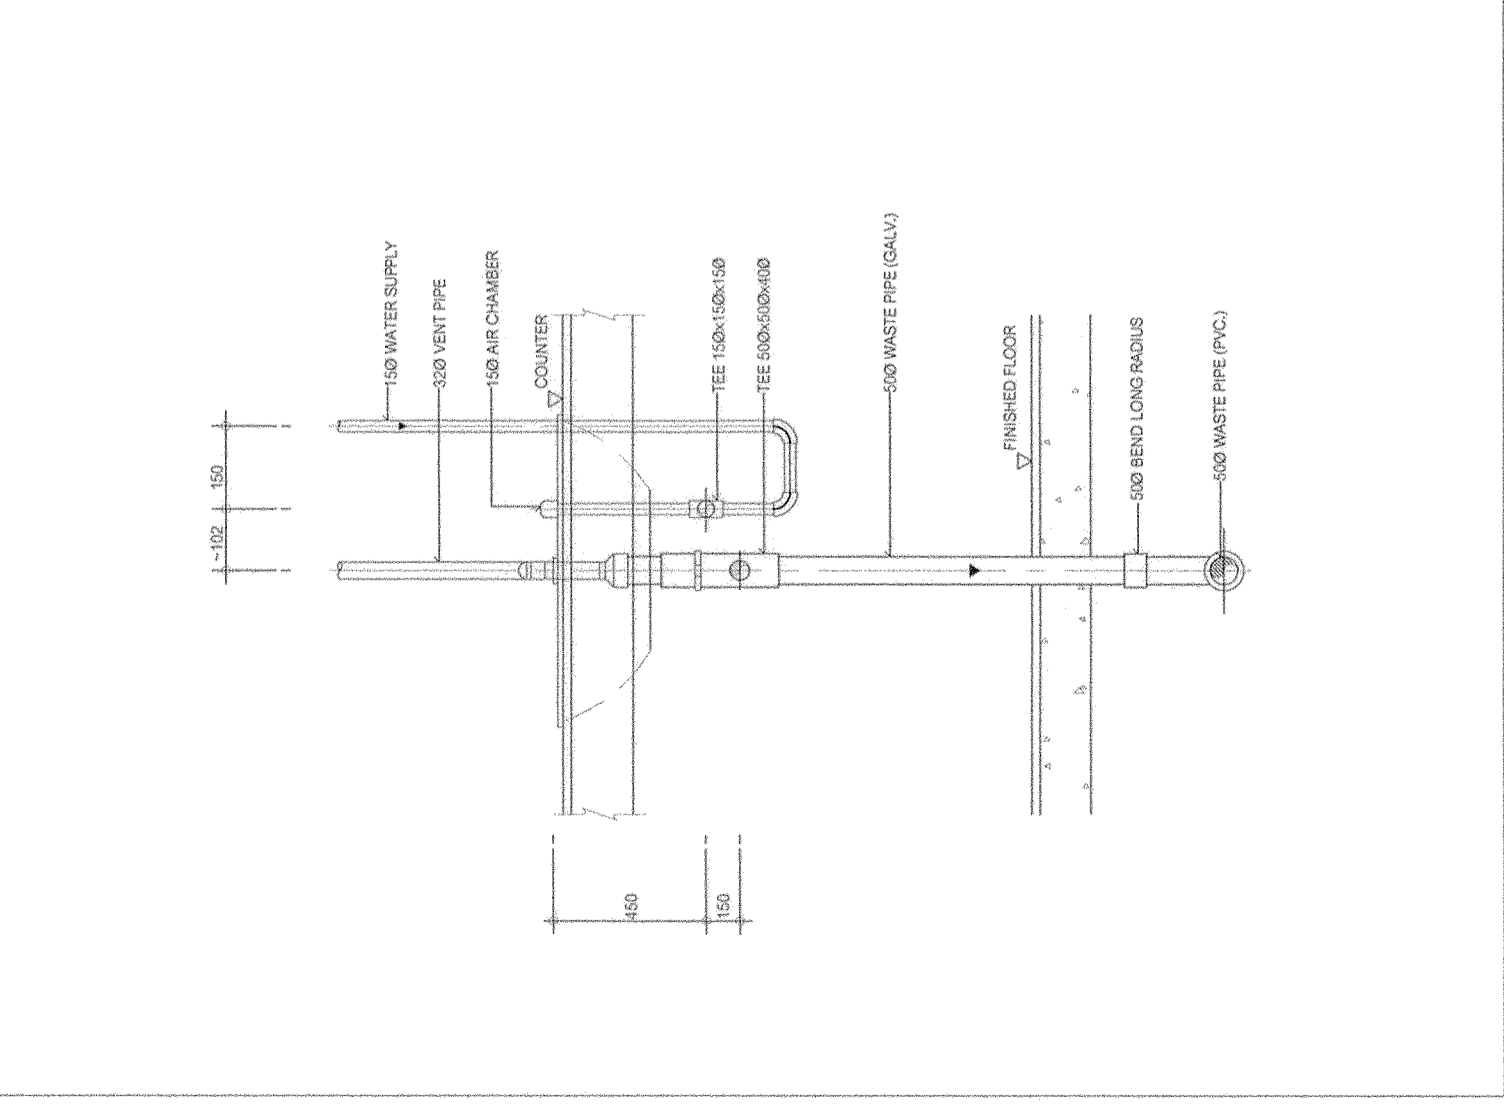 ~102
150
15Ø WATER SUPPLY
32Ø VENT PIPE
15Ø AIR CHAMBER
COUNTER
TEE 15Øx15Øx15Ø
TEE 50Øx50Øx40Ø
50Ø WASTE PIPE (GALV.)
FINISHED FLOOR
50Ø BEND LONG RADIUS
50Ø WASTE PIPE (PVC.)
450
150